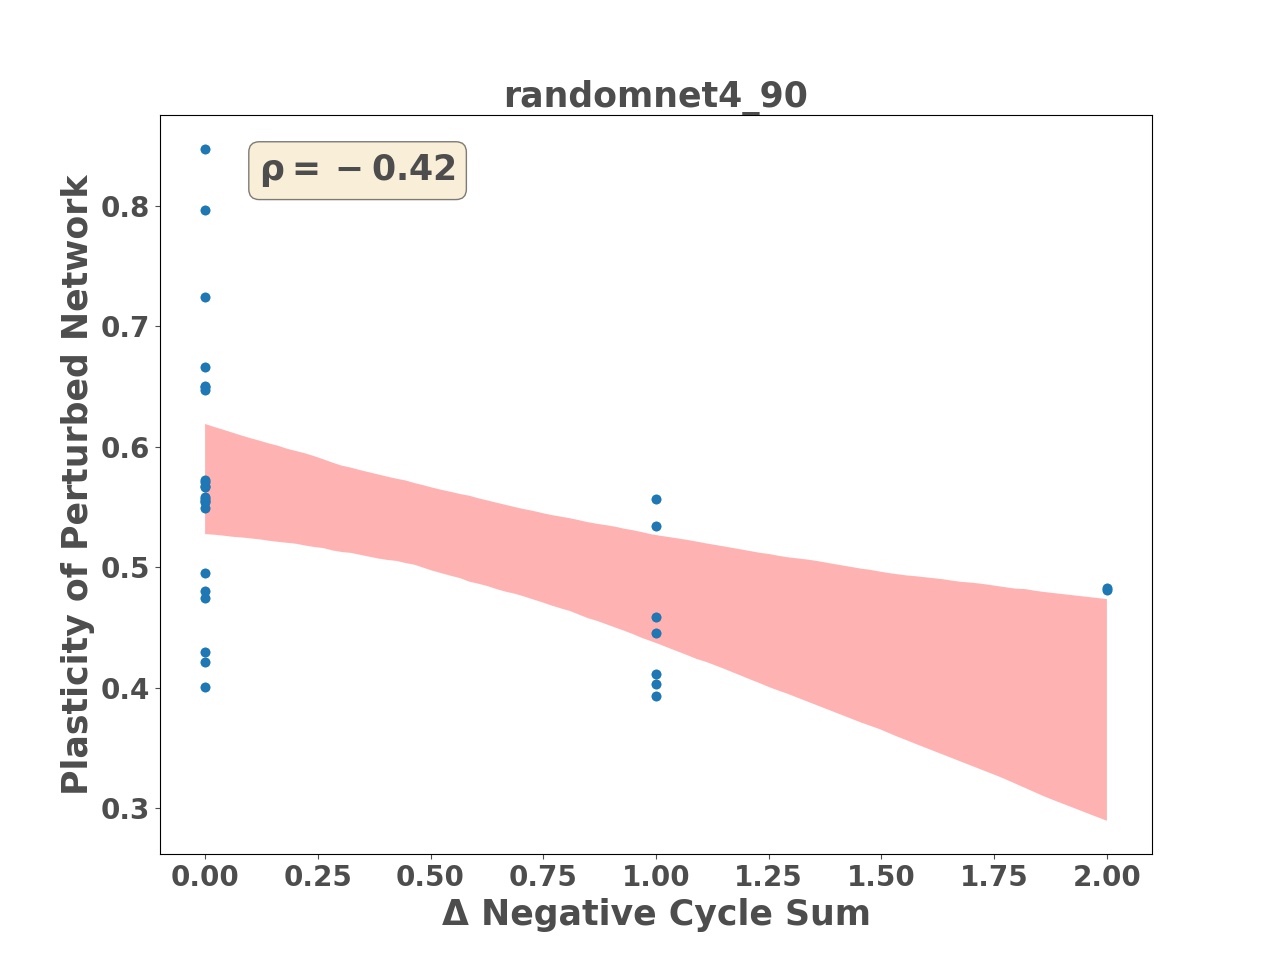 randomnet4_90
ρ = − 0.42
Plasticity of Perturbed Network
0.8
0.7
0.6
0.5
0.4
0.3
0.00 0.25 0.50 0.75 1.00 1.25 1.50 1.75 2.00
Δ Negative Cycle Sum